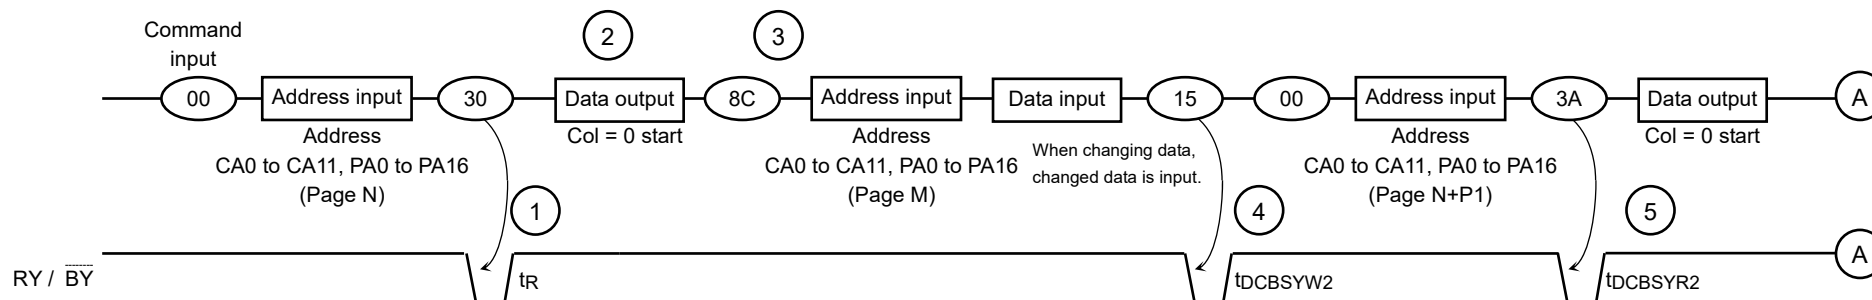 Command
input
2
3
00
Address input
30
Data output
8C
Address input
Data input
15
00
Address input
3A
Data output
A
Address
CA0 to CA11, PA0 to PA16
(Page N)
Col = 0 start
Address
CA0 to CA11, PA0 to PA16
(Page M)
When changing data,
changed data is input.
Address
CA0 to CA11, PA0 to PA16
(Page N+P1)
Col = 0 start
1
4
5
RY / BY
tR
tDCBSYW2
tDCBSYR2
A